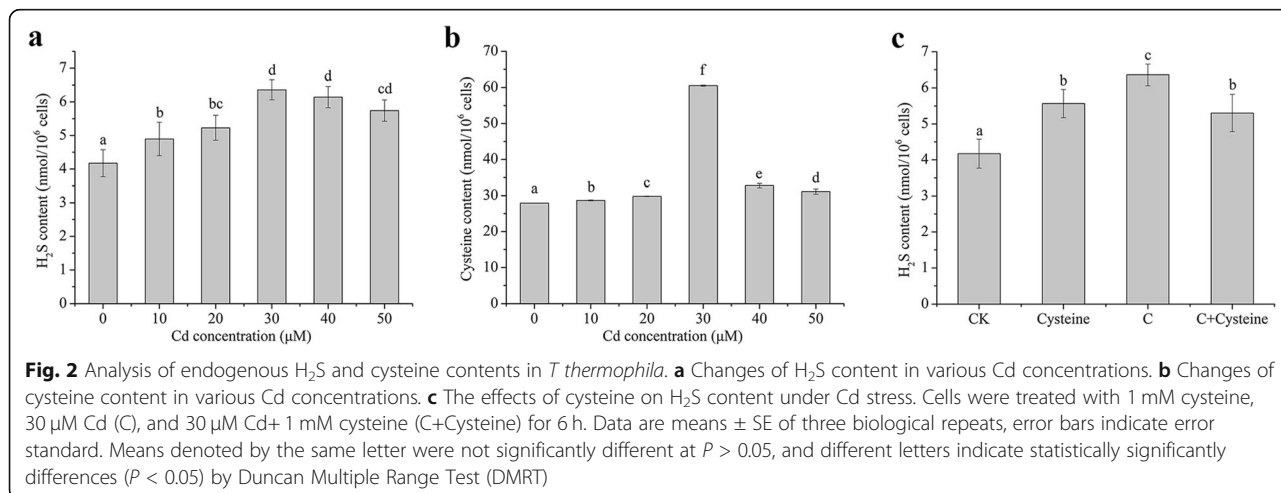 a
H₂S content (nmol/10⁶ cells)
7
6
5
4
3
2
1
0
a
b
bc
d
d
cd
0 10 20 30 40 50
Cd concentration (μM)
b
Cysteine content (nmol/10⁶ cells)
70
60
50
40
30
20
10
0
a
b
c
f
e
d
0 10 20 30 40 50
Cd concentration (μM)
c
H₂S content (nmol/10⁶ cells)
7
6
5
4
3
2
1
0
a
b
c
b
CK Cysteine C C+Cysteine
Fig. 2 Analysis of endogenous H₂S and cysteine contents in T thermophila. a Changes of H₂S content in various Cd concentrations. b Changes of
cysteine content in various Cd concentrations. c The effects of cysteine on H₂S content under Cd stress. Cells were treated with 1 mM cysteine,
30 μM Cd (C), and 30 μM Cd+ 1 mM cysteine (C+Cysteine) for 6 h. Data are means ± SE of three biological repeats, error bars indicate error
standard. Means denoted by the same letter were not significantly different at P > 0.05, and different letters indicate statistically significantly
differences (P < 0.05) by Duncan Multiple Range Test (DMRT)